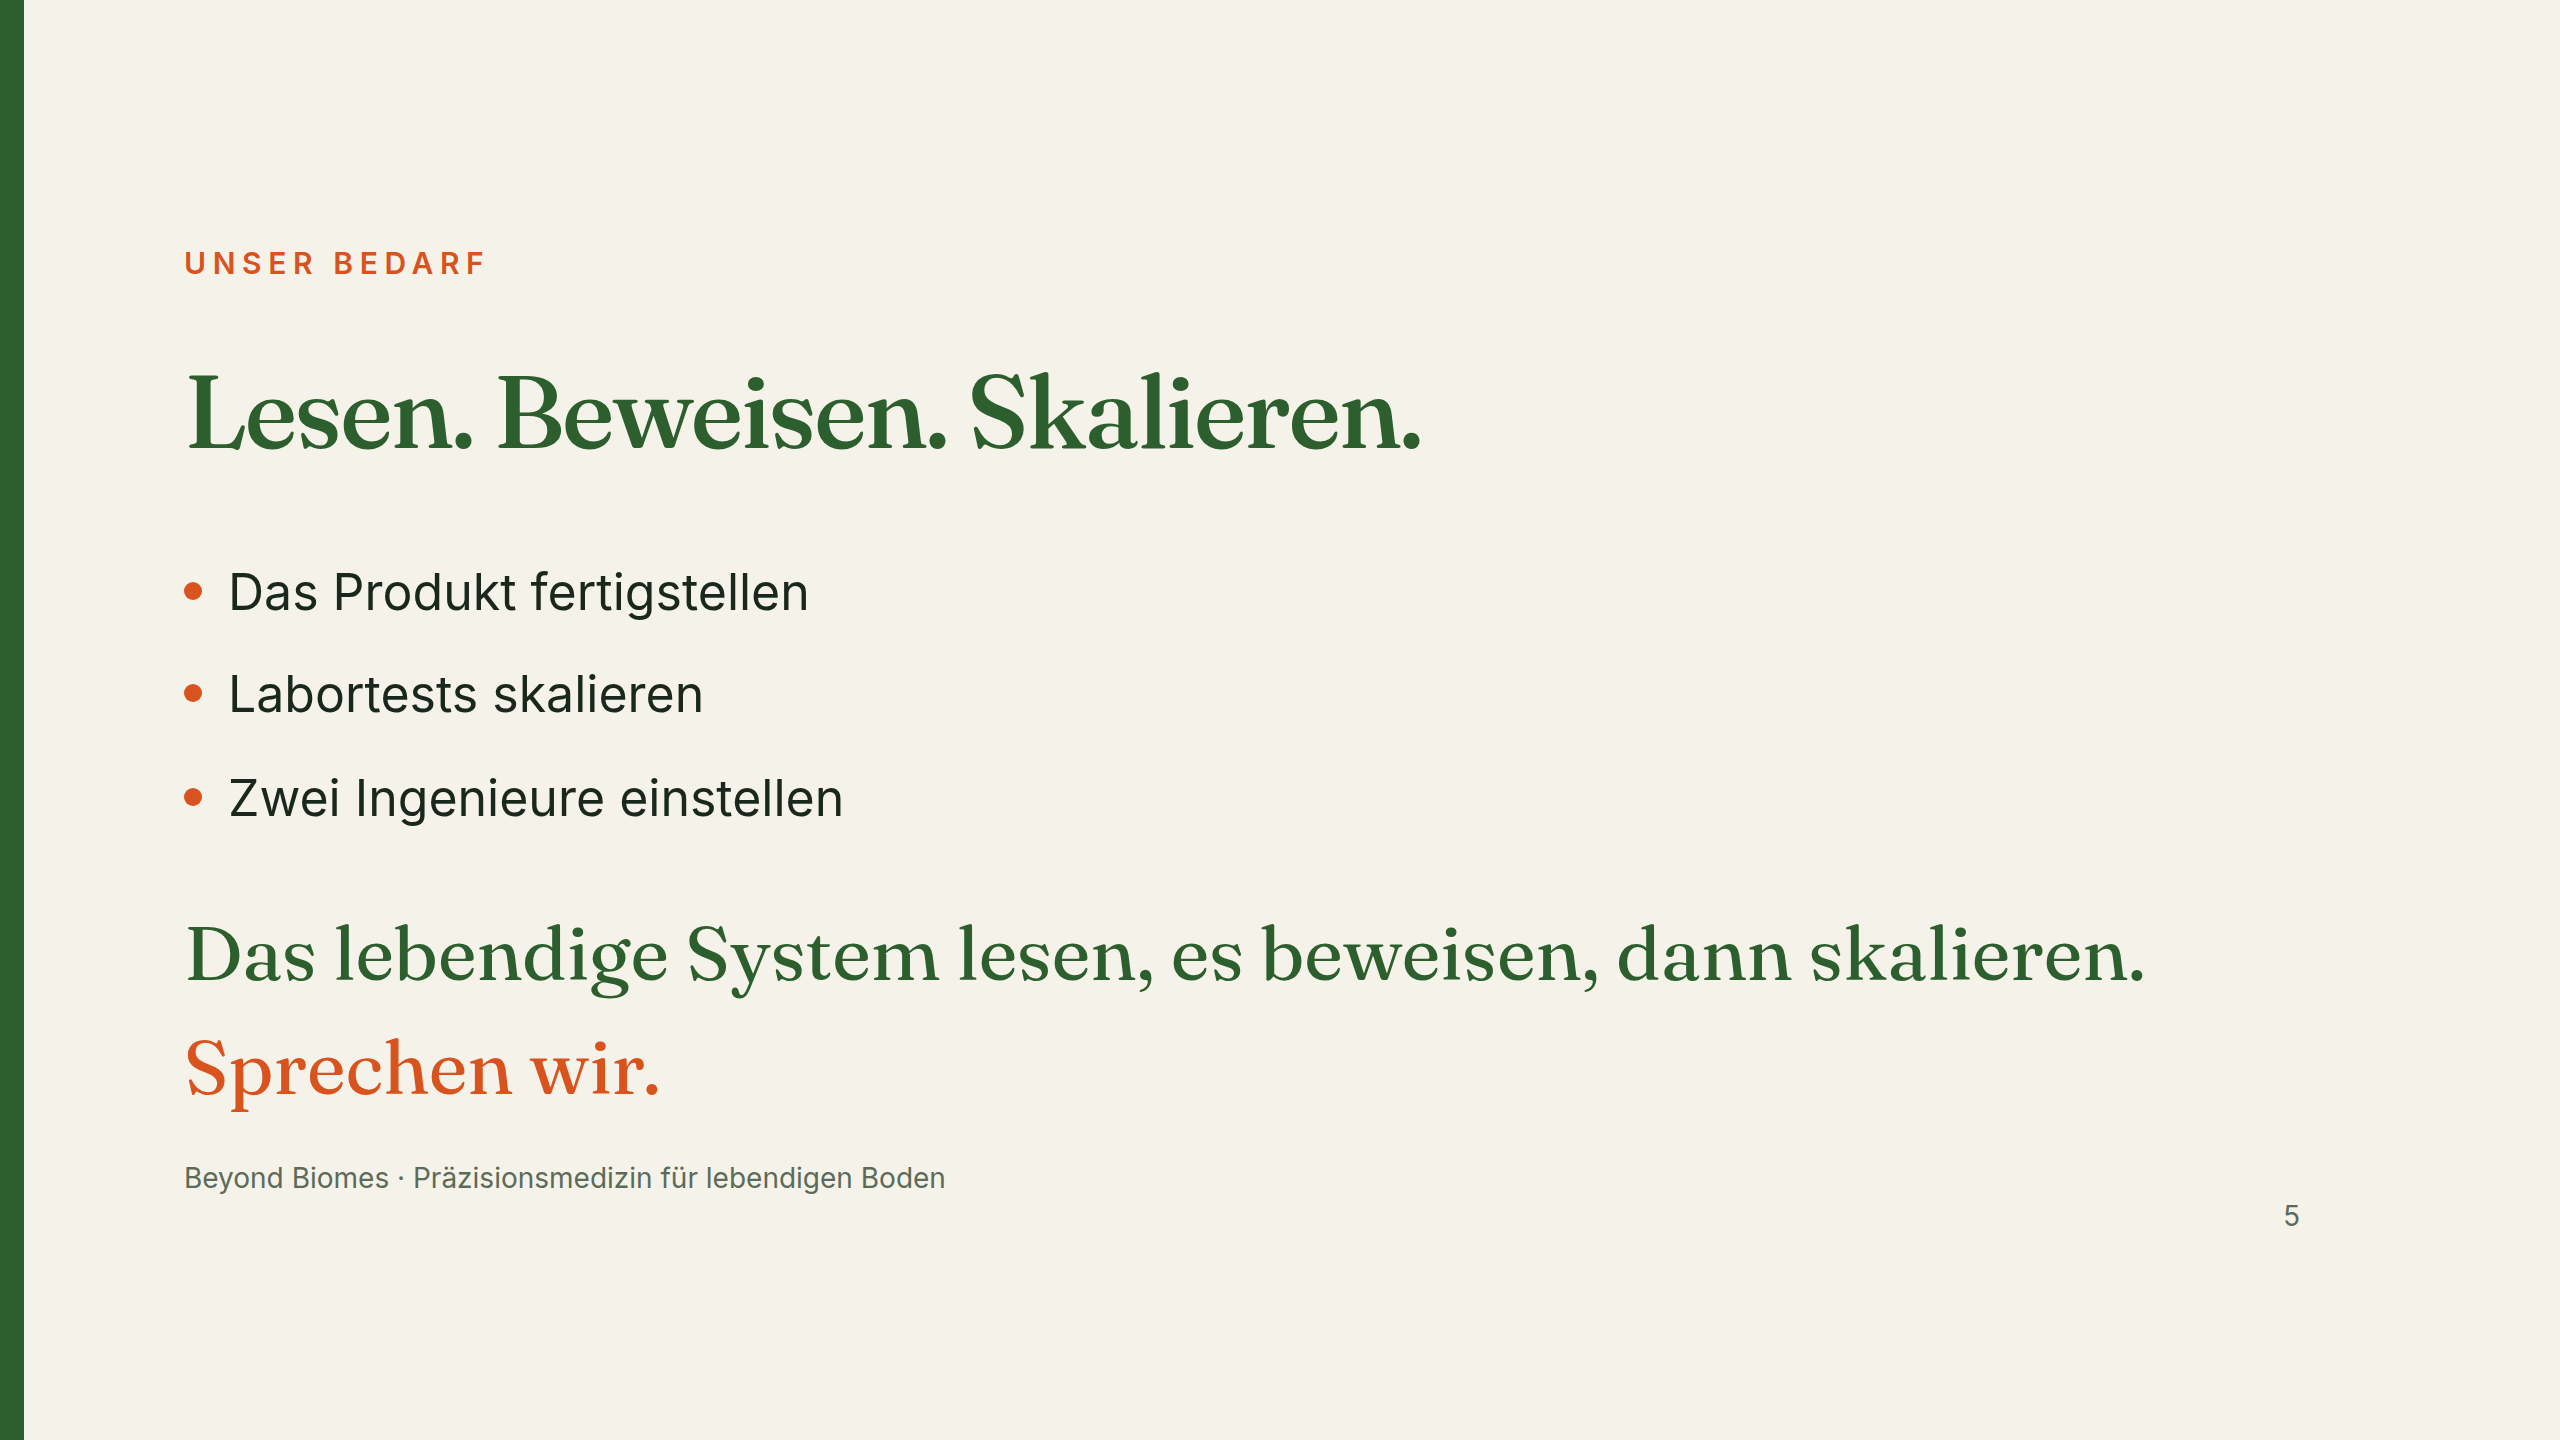 UNSER BEDARF
Lesen. Beweisen. Skalieren.
• Das Produkt fertigstellen
• Labortests skalieren
• Zwei Ingenieure einstellen
Das lebendige System lesen, es beweisen, dann skalieren.
Sprechen wir.
Beyond Biomes · Präzisionsmedizin für lebendigen Boden
5